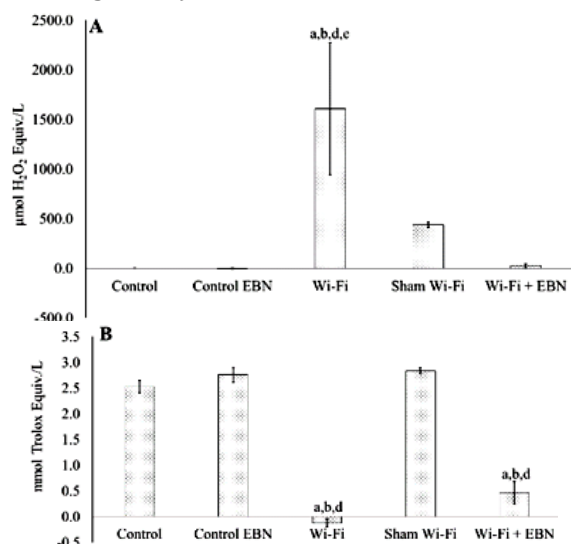 2500.0
A
a,b,d,e
2000.0
1500.0
1000.0
500.0
0.0
-500.0
µmol H₂O₂ Equiv./L
Control Control EBN Wi-Fi Sham Wi-Fi Wi-Fi + EBN
3.5
B
3.0
2.5
2.0
1.5
1.0
0.5
0.0
-0.5
mmol Trolox Equiv./L
a,b,d
a,b,d
Control Control EBN Wi-Fi Sham Wi-Fi Wi-Fi + EBN